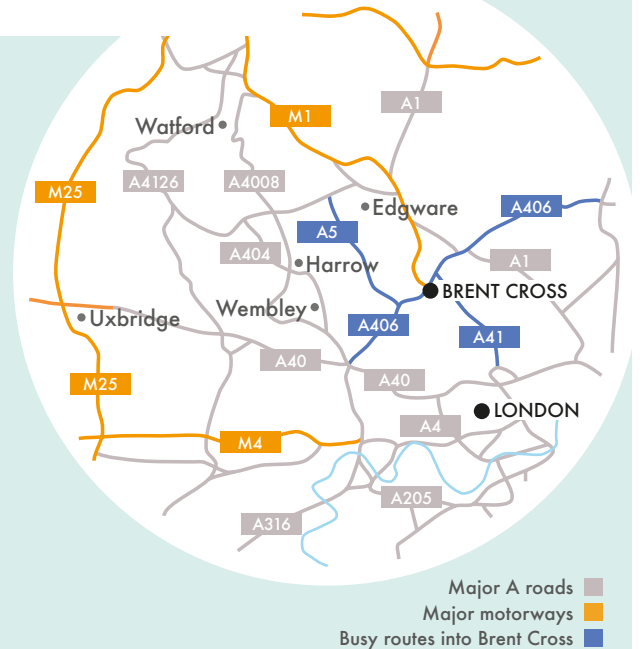 M1
A1
Watford
M25
A4126
A4008
Edgware
A406
A5
A404
Harrow
A1
BRENT CROSS
Wembley
Uxbridge
A406
A41
A40
M25
A40
LONDON
A4
M4
A205
A316
Major A roads
Major motorways
Busy routes into Brent Cross